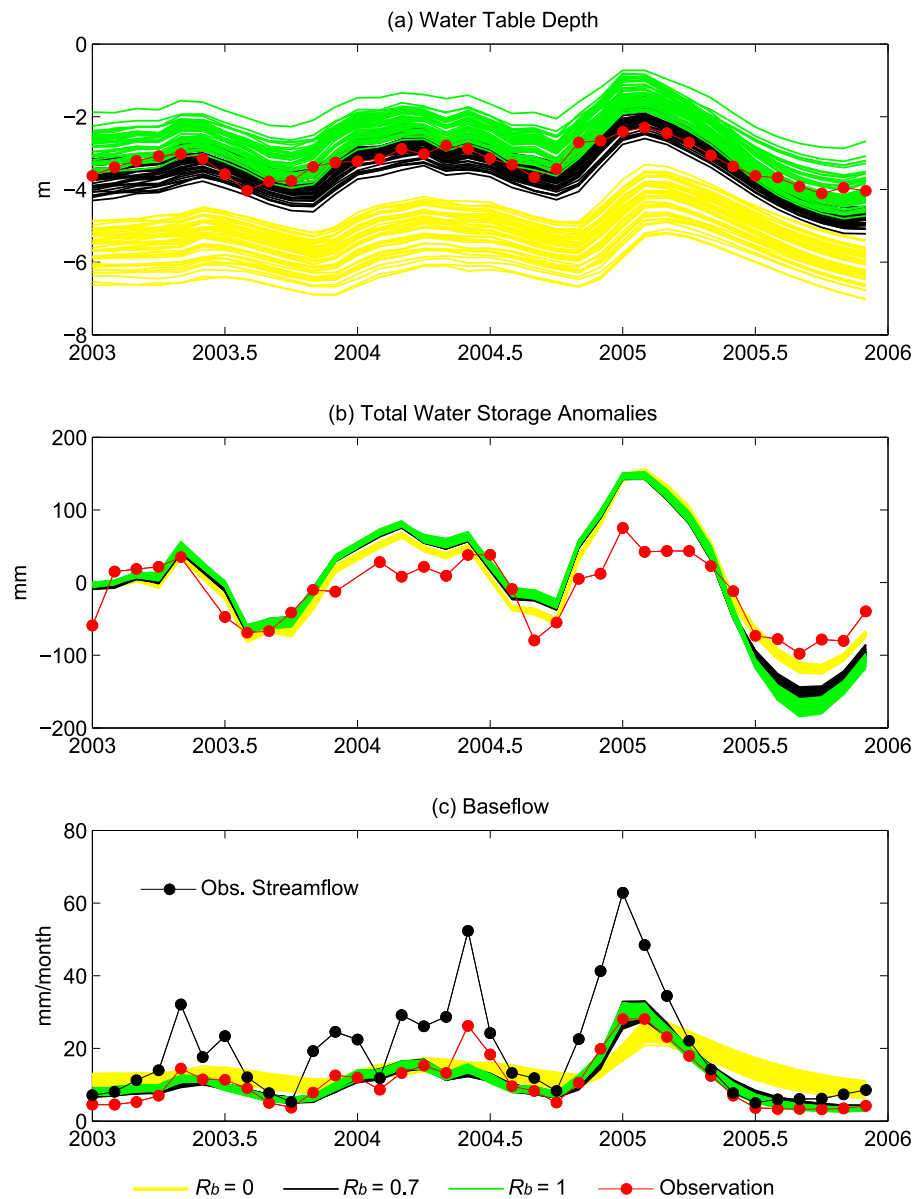 (a) Water Table Depth
0
−2
−4
−6
−8
m
2003 2003.5 2004 2004.5 2005 2005.5 2006
(b) Total Water Storage Anomalies
200
100
0
−100
−200
mm
2003 2003.5 2004 2004.5 2005 2005.5 2006
(c) Baseflow
80
60
40
20
0
mm/month
Obs. Streamflow
2003 2003.5 2004 2004.5 2005 2005.5 2006
Rb = 0 Rb = 0.7 Rb = 1 Observation